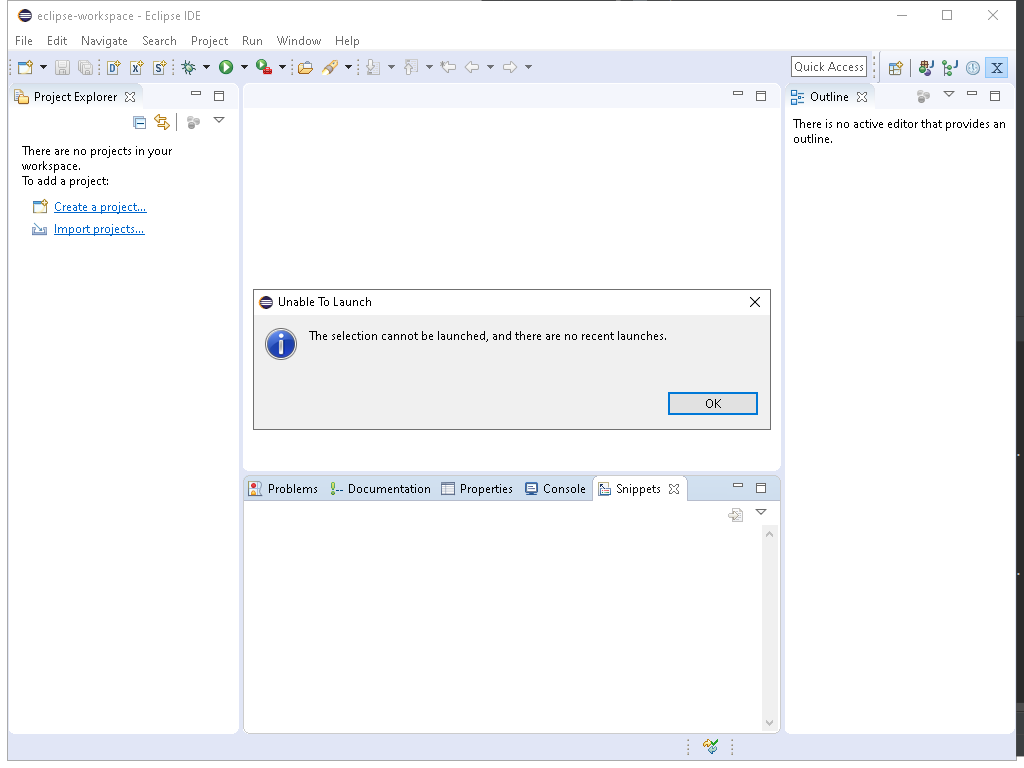 eclipse-workspace - Eclipse IDE
File Edit Navigate Search Project Run Window Help
Quick Access
Project Explorer
There are no projects in your
workspace.
To add a project:
Create a project...
Import projects...
Outline
There is no active editor that provides an
outline.
Unable To Launch
The selection cannot be launched, and there are no recent launches.
OK
Problems Documentation Properties Console Snippets